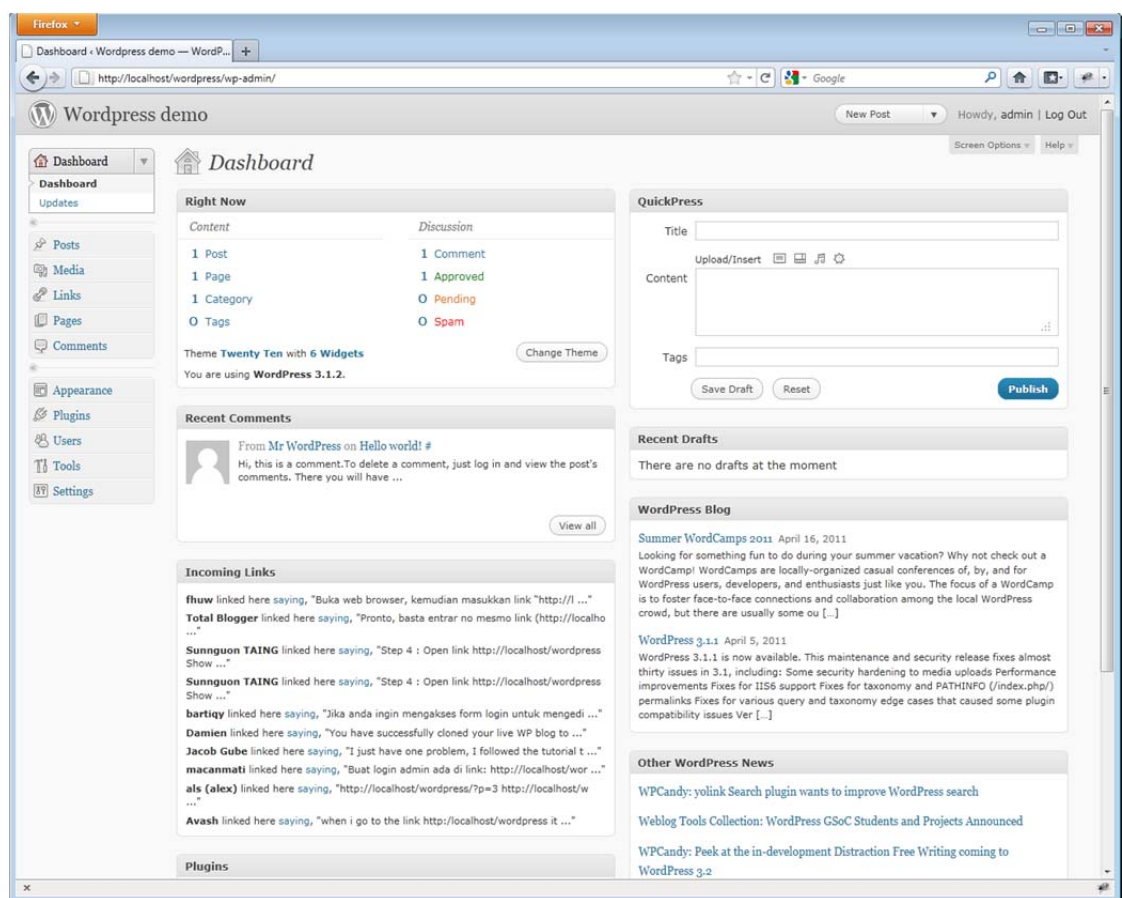 Firefox
Dashboard ‹ Wordpress demo — WordP...
http://localhost/wordpress/wp-admin/
Google
Wordpress demo
New Post
Howdy, admin | Log Out
Screen Options
Help
Dashboard
Dashboard
Updates
Posts
Media
Links
Pages
Comments
Appearance
Plugins
Users
Tools
Settings
Dashboard
Right Now
Content
1 Post
1 Page
1 Category
0 Tags
Discussion
1 Comment
1 Approved
0 Pending
0 Spam
Theme Twenty Ten with 6 Widgets
Change Theme
You are using WordPress 3.1.2.
Recent Comments
From Mr WordPress on Hello world! #
Hi, this is a comment.To delete a comment, just log in and view the post's
comments. There you will have ...
View all
Incoming Links
fhuw linked here saying, "Buka web browser, kemudian masukkan link "http://l ..."
Total Blogger linked here saying, "Pronto, basta entrar no mesmo link (http://localho
..."
Sunnguon TAING linked here saying, "Step 4 : Open link http://localhost/wordpress
Show ..."
Sunnguon TAING linked here saying, "Step 4 : Open link http://localhost/wordpress
Show ..."
bartiqy linked here saying, "Jika anda ingin mengakses form login untuk mengedi ..."
Damien linked here saying, "You have successfully cloned your live WP blog to ..."
Jacob Gube linked here saying, "I just have one problem, I followed the tutorial t ..."
macanmati linked here saying, "Buat login admin ada di link: http://localhost/wor ..."
als (alex) linked here saying, "http://localhost/wordpress/?p=3 http://localhost/w
..."
Avash linked here saying, "when i go to the link http:/localhost/wordpress it ..."
Plugins
QuickPress
Title
Upload/Insert
Content
Tags
Save Draft
Reset
Publish
Recent Drafts
There are no drafts at the moment
WordPress Blog
Summer WordCamps 2011 April 16, 2011
Looking for something fun to do during your summer vacation? Why not check out a
WordCamp! WordCamps are locally-organized casual conferences of, by, and for
WordPress users, developers, and enthusiasts just like you. The focus of a WordCamp
is to foster face-to-face connections and collaboration among the local WordPress
crowd, but there are usually some ou […]
WordPress 3.1.1 April 5, 2011
WordPress 3.1.1 is now available. This maintenance and security release fixes almost
thirty issues in 3.1, including: Some security hardening to media uploads Performance
improvements Fixes for IIS6 support Fixes for taxonomy and PATHINFO (/index.php/)
permalinks Fixes for various query and taxonomy edge cases that caused some plugin
compatibility issues Ver […]
Other WordPress News
WPCandy: yolink Search plugin wants to improve WordPress search
Weblog Tools Collection: WordPress GSoC Students and Projects Announced
WPCandy: Peek at the in-development Distraction Free Writing coming to
WordPress 3.2